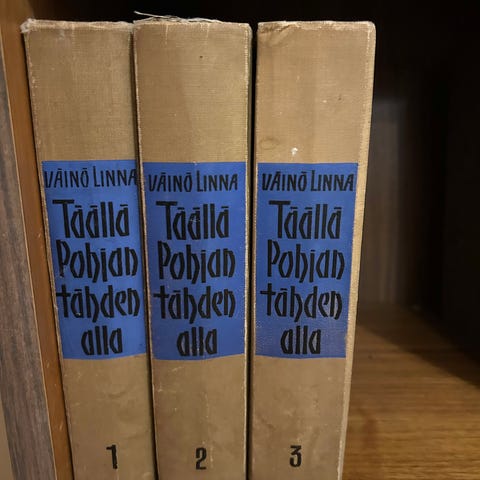 VÄINÖ LINNA
Täällä
Pohjan
tähden
alla
1
VÄINÖ LINNA
Täällä
Pohjan
tähden
alla
2
VÄINÖ LINNA
Täällä
Pohjan
tähden
alla
3